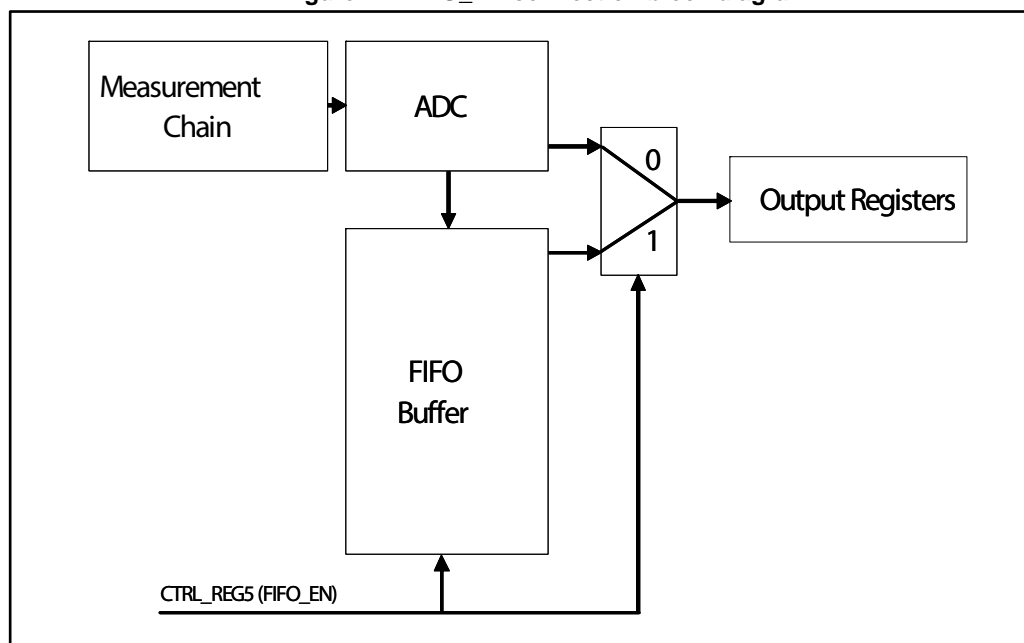 Measurement
Chain
ADC
0
1
Output Registers
FIFO
Buffer
CTRL_REG5 (FIFO_EN)